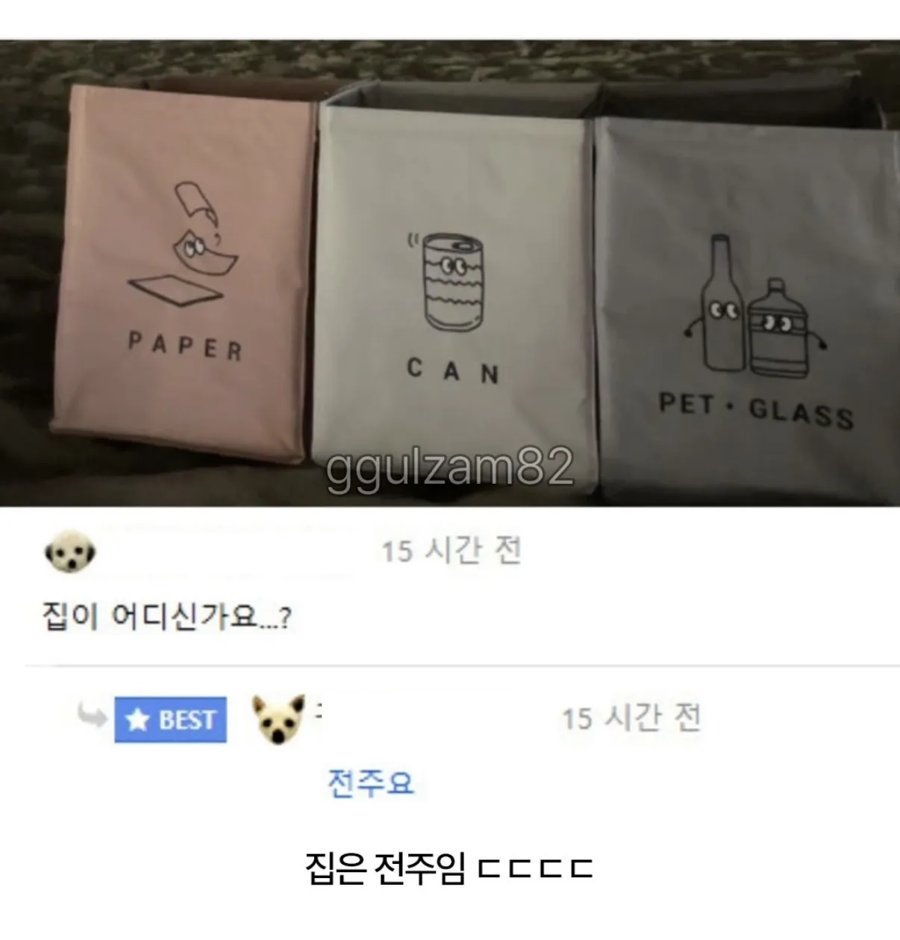 PAPER
CAN
PET · GLASS
ggulzam82
15 시간 전
집이 어디신가요...?
★ BEST
15 시간 전
전주요
집은 전주임 ㄷㄷㄷㄷ